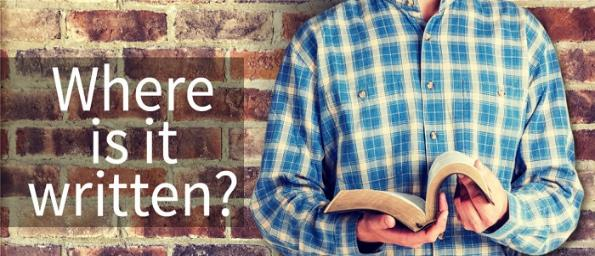 Where
is it
written?